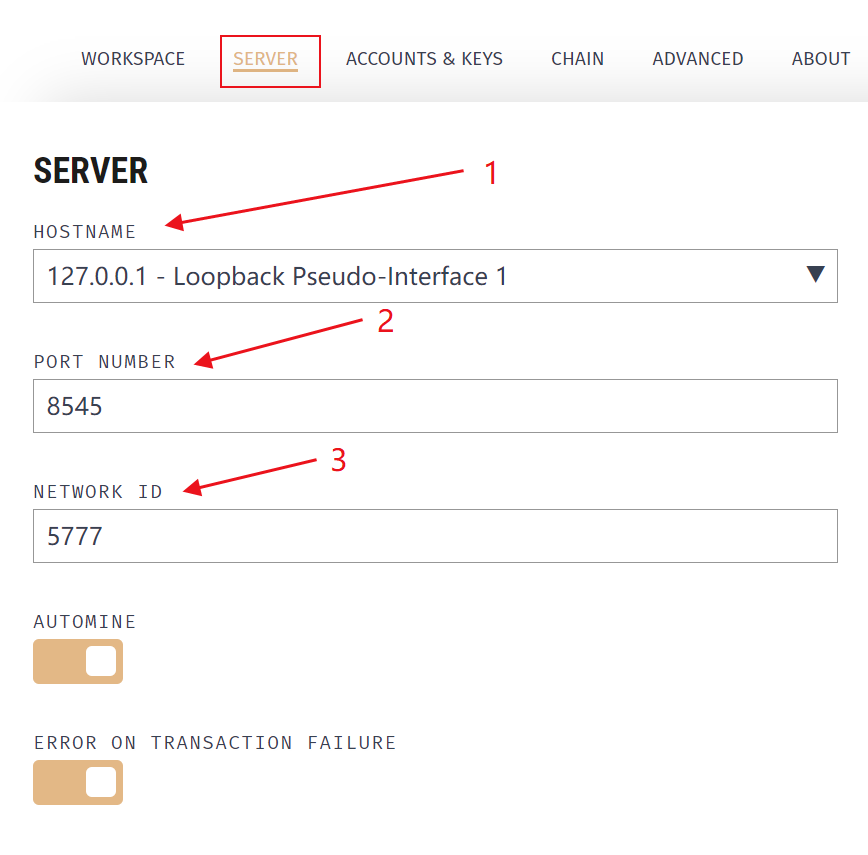 WORKSPACE SERVER ACCOUNTS & KEYS CHAIN ADVANCED ABOUT
SERVER
1
HOSTNAME
127.0.0.1 - Loopback Pseudo-Interface 1
2
PORT NUMBER
8545
3
NETWORK ID
5777
AUTOMINE
ERROR ON TRANSACTION FAILURE